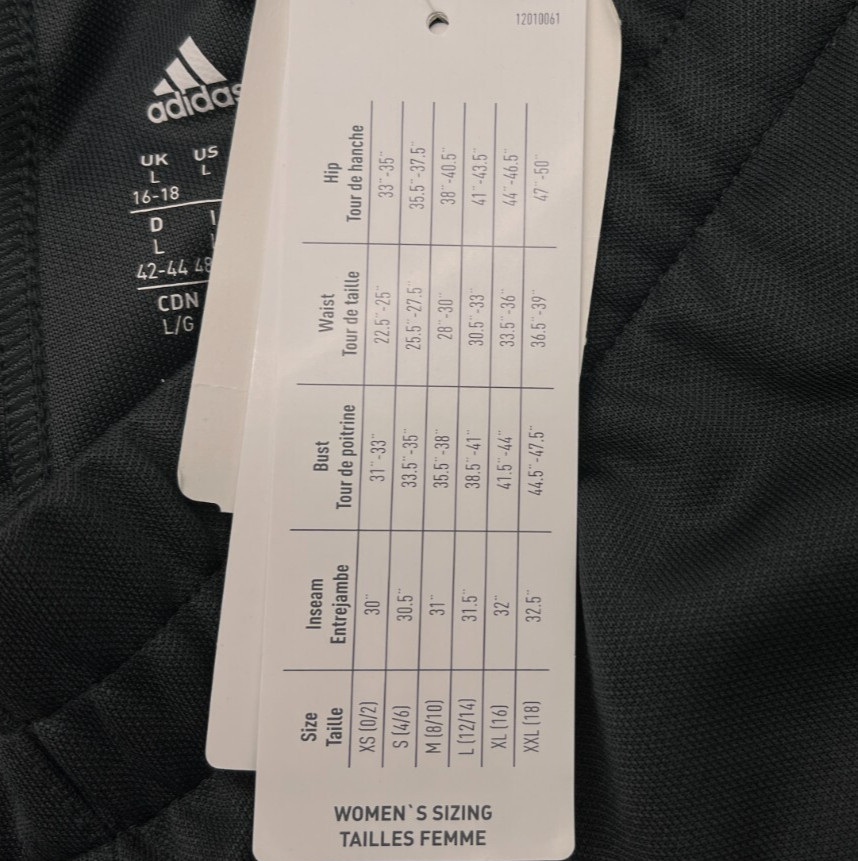 adidas
UK US
L L
16-18
D
L
42-44 48
CDN
L/G
12010061
WOMEN`S SIZING
TAILLES FEMME
Size Inseam Bust Waist Hip
Taille Entrejambe Tour de poitrine Tour de taille Tour de hanche
XS (0/2) 30¨ 31¨-33¨ 22.5¨-25¨ 33¨-35¨
S (4/6) 30.5¨ 33.5¨-35¨ 25.5¨-27.5¨ 35.5¨-37.5¨
M (8/10) 31¨ 35.5¨-38¨ 28¨-30¨ 38¨-40.5¨
L (12/14) 31.5¨ 38.5¨-41¨ 30.5¨-33¨ 41¨-43.5¨
XL (16) 32¨ 41.5¨-44¨ 33.5¨-36¨ 44¨-46.5¨
XXL (18) 32.5¨ 44.5¨-47.5¨ 36.5¨-39¨ 47¨-50¨